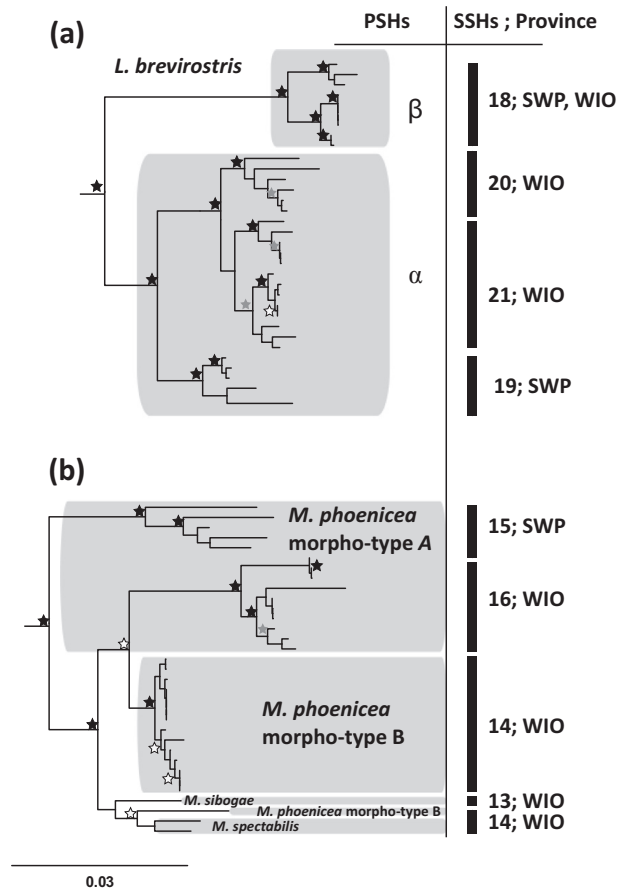 (a)
PSHs
SSHs ; Province
L. brevirostris
β
18; SWP, WIO
20; WIO
α
21; WIO
19; SWP
(b)
M. phoenicea
morpho-type A
15; SWP
16; WIO
M. phoenicea
morpho-type B
14; WIO
M. sibogae
13; WIO
M. phoenicea morpho-type B
14; WIO
M. spectabilis
0.03